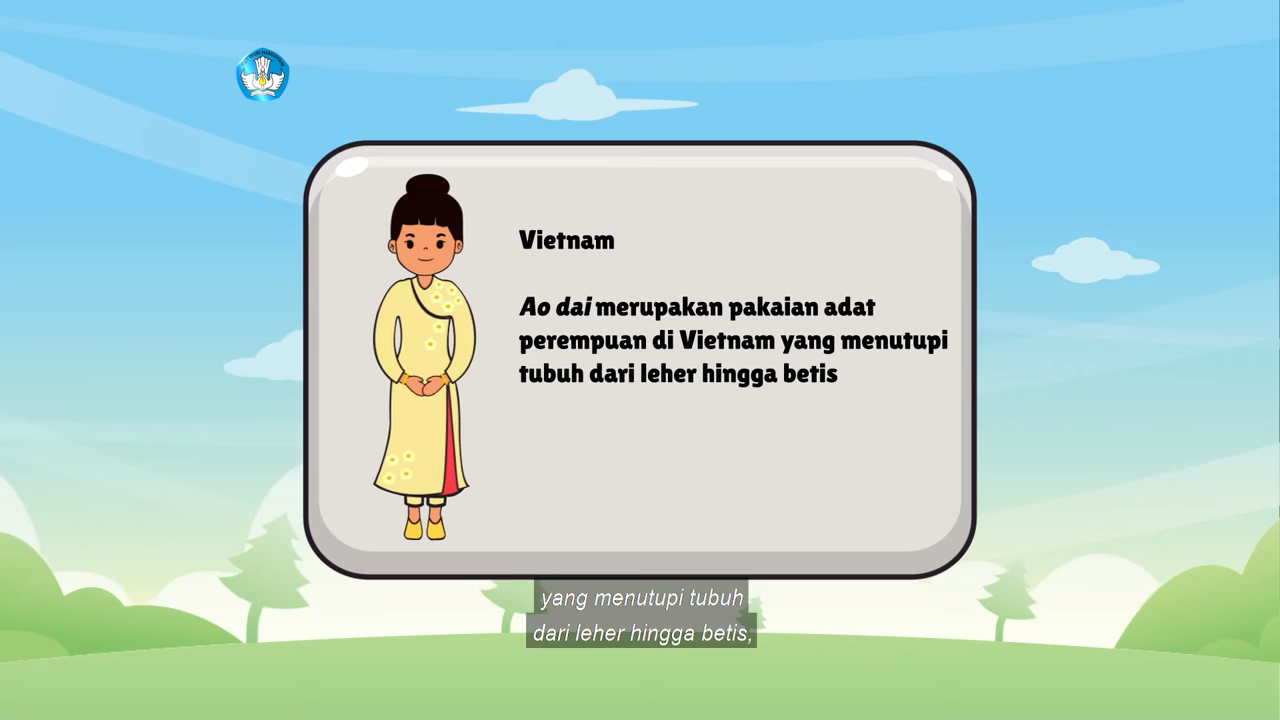 Vietnam
Ao dai merupakan pakaian adat
perempuan di Vietnam yang menutupi
tubuh dari leher hingga betis
yang menutupi tubuh
dari leher hingga betis,